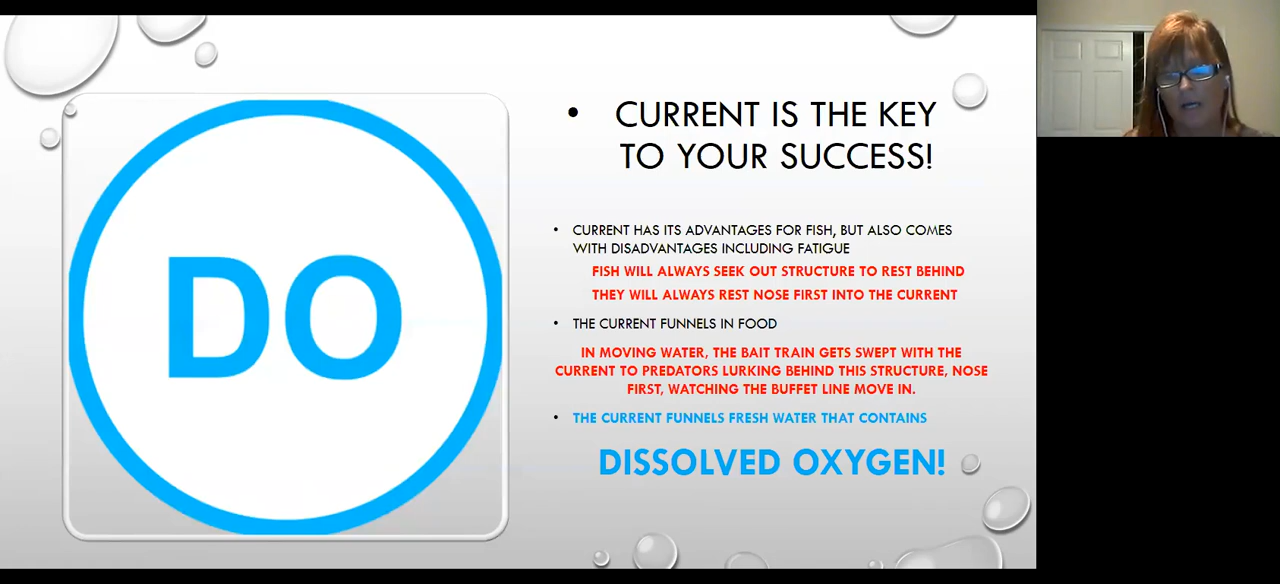 DO
• CURRENT IS THE KEY
TO YOUR SUCCESS!
• CURRENT HAS ITS ADVANTAGES FOR FISH, BUT ALSO COMES
WITH DISADVANTAGES INCLUDING FATIGUE
FISH WILL ALWAYS SEEK OUT STRUCTURE TO REST BEHIND
THEY WILL ALWAYS REST NOSE FIRST INTO THE CURRENT
• THE CURRENT FUNNELS IN FOOD
IN MOVING WATER, THE BAIT TRAIN GETS SWEPT WITH THE
CURRENT TO PREDATORS LURKING BEHIND THIS STRUCTURE, NOSE
FIRST, WATCHING THE BUFFET LINE MOVE IN.
• THE CURRENT FUNNELS FRESH WATER THAT CONTAINS
DISSOLVED OXYGEN!